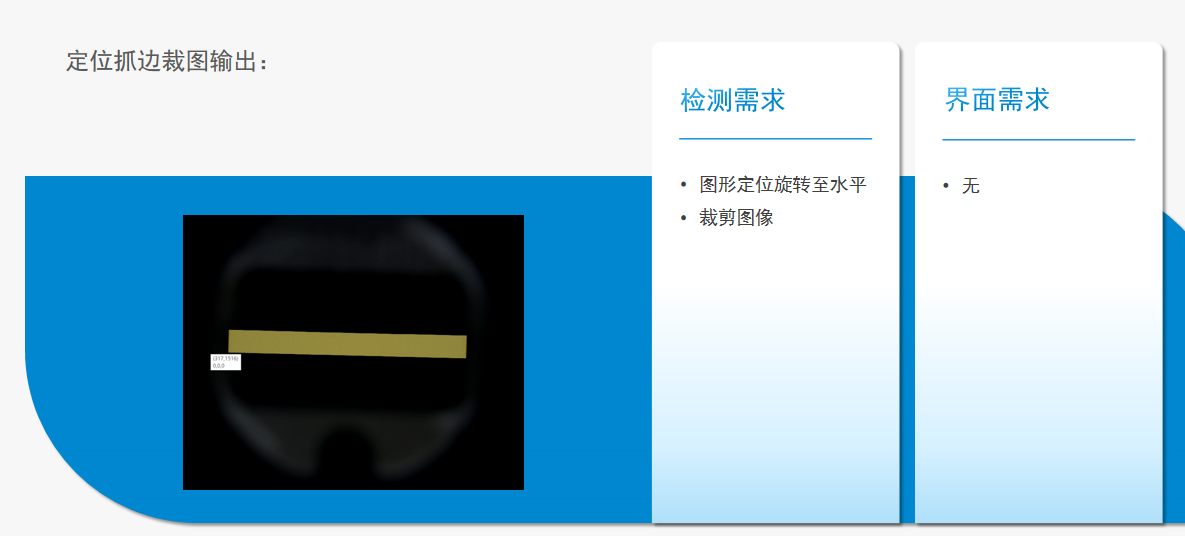 定位抓边裁图输出：
检测需求
• 图形定位旋转至水平
• 裁剪图像
界面需求
• 无
(317,1516)
0,0,0